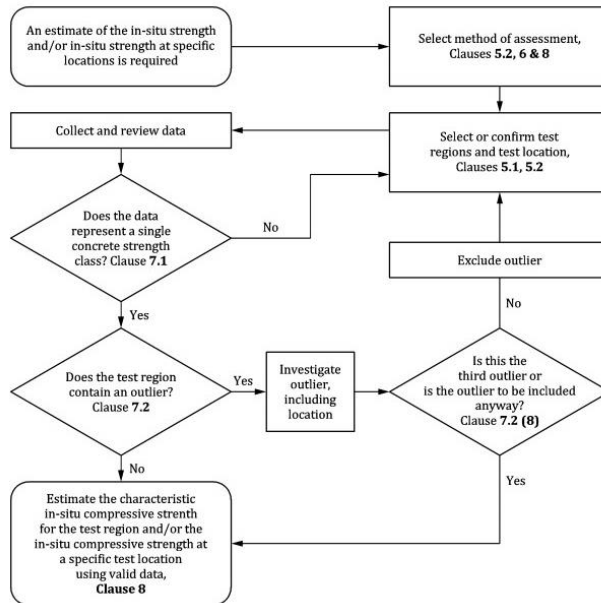 An estimate of the in-situ strength
and/or in-situ strength at specific
locations is required
Select method of assessment,
Clauses 5.2, 6 & 8
Collect and review data
Select or confirm test
regions and test location,
Clauses 5.1, 5.2
Does the data
represent a single
concrete strength
class? Clause 7.1
No
Exclude outlier
Yes
No
Does the test region
contain an outlier?
Clause 7.2
Yes
Investigate
outlier,
including
location
Is this the
third outlier or
is the outlier to be included
anyway?
Clause 7.2 (8)
No
Yes
Estimate the characteristic
in-situ compressive strenth
for the test region and/or the
in-situ compressive strength at
a specific test location
using valid data,
Clause 8